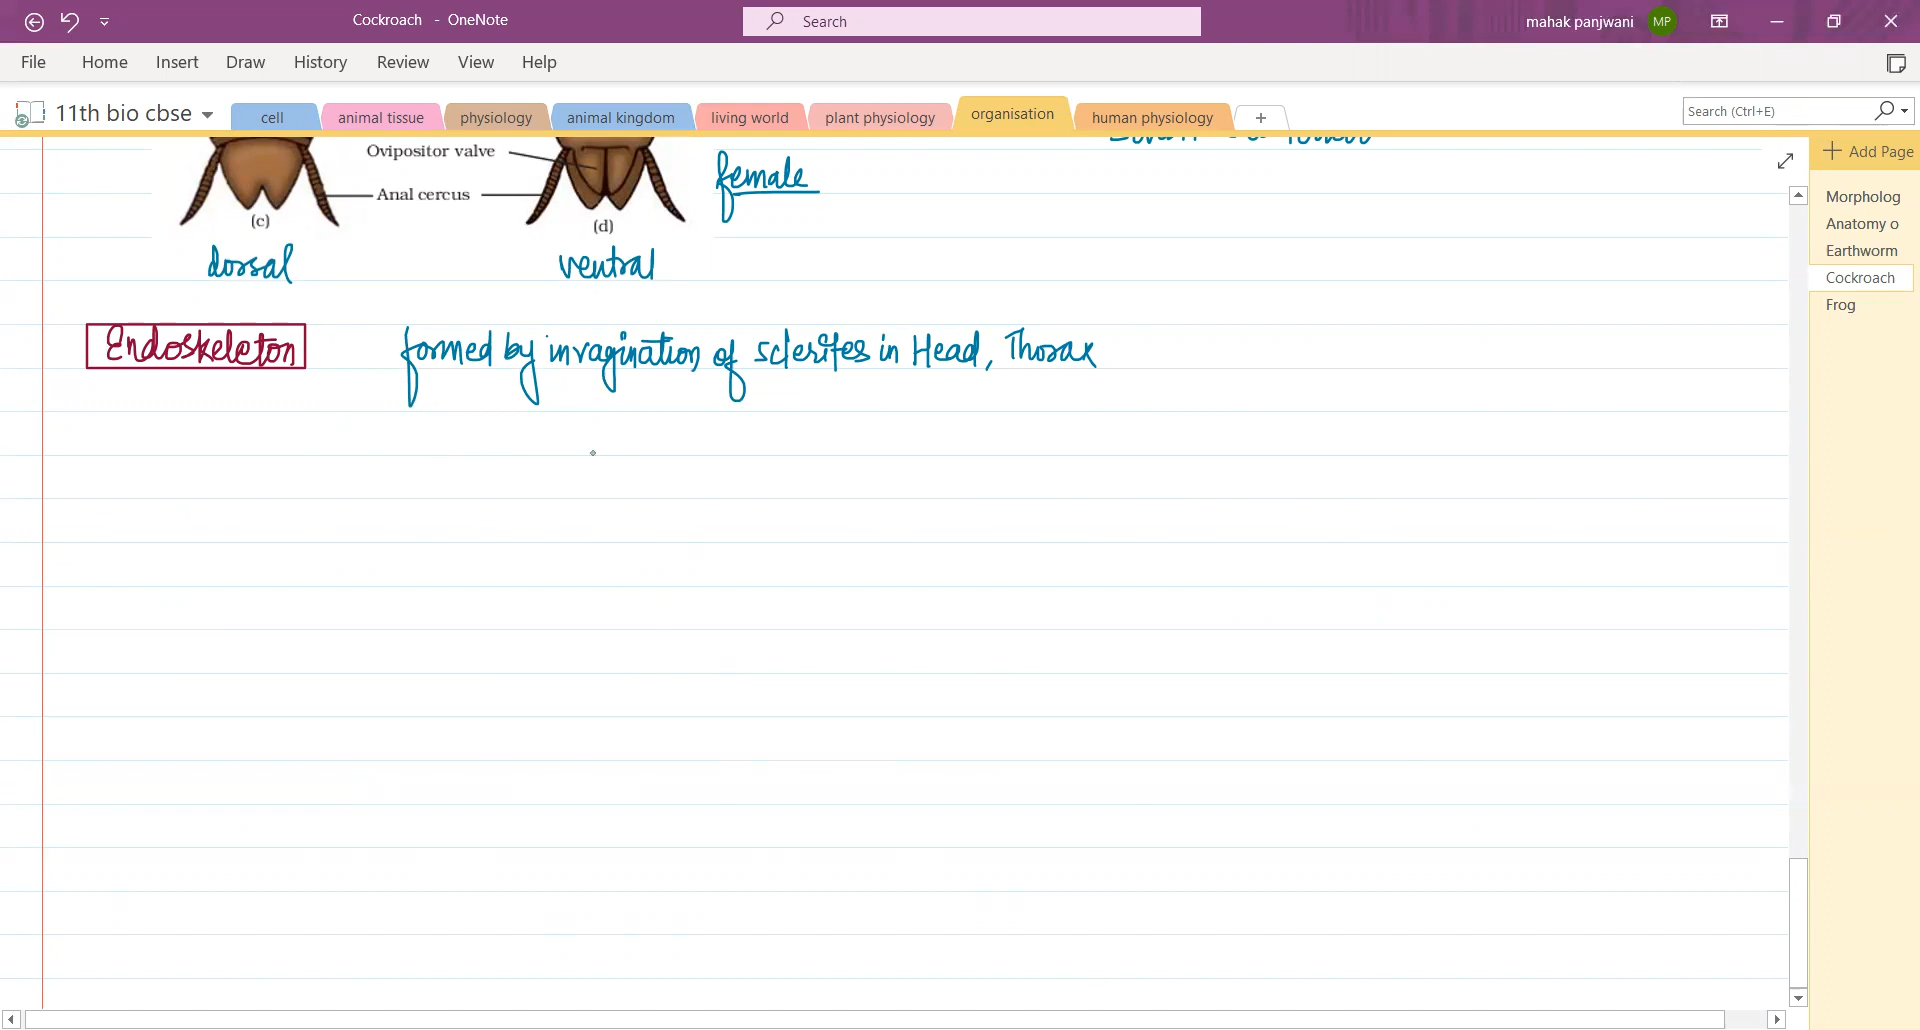 Cockroach - OneNote
Search
mahak panjwani
MP
File
Home
Insert
Draw
History
Review
View
Help
11th bio cbse
cell
animal tissue
physiology
animal kingdom
living world
plant physiology
organisation
human physiology
Search (Ctrl+E)
Add Page
Morpholog
Anatomy o
Earthworm
Cockroach
Frog
Ovipositor valve
Anal cercus
(c)
(d)
female
dorsal
ventral
Endoskeleton
formed by invagination of sclerites in Head, Thorax